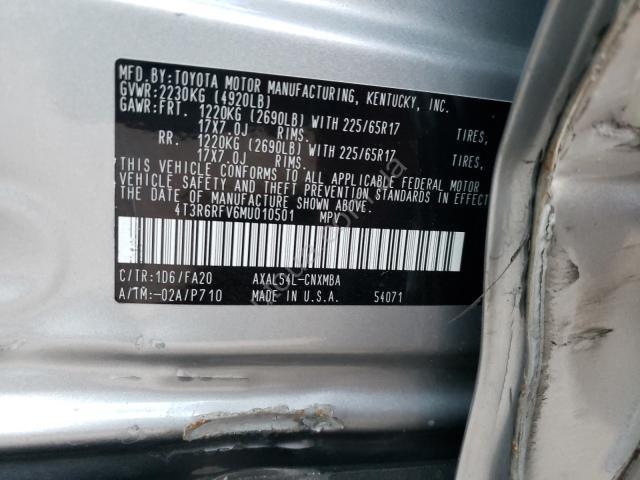 MFD.BY:TOYOTA MOTOR MANUFACTURING, KENTUCKY, INC.
GVWR:2230KG (4920LB)
GAWR:FRT. 1220KG (2690LB) WITH 225/65R17 TIRES,
17X7.0J RIMS.
RR. 1220KG (2690LB) WITH 225/65R17 TIRES,
17X7.0J RIMS.
THIS VEHICLE CONFORMS TO ALL APPLICABLE FEDERAL MOTOR
VEHICLE SAFETY AND THEFT PREVENTION STANDARDS IN EFFECT
THE DATE OF MANUFACTURE SHOWN ABOVE.
4T3R6RFV6MU010501 MPV
C/TR:1D6/FA20 AXAL54L-CNXMBA
A/TM:-02A/P710 MADE IN U.S.A. 54071